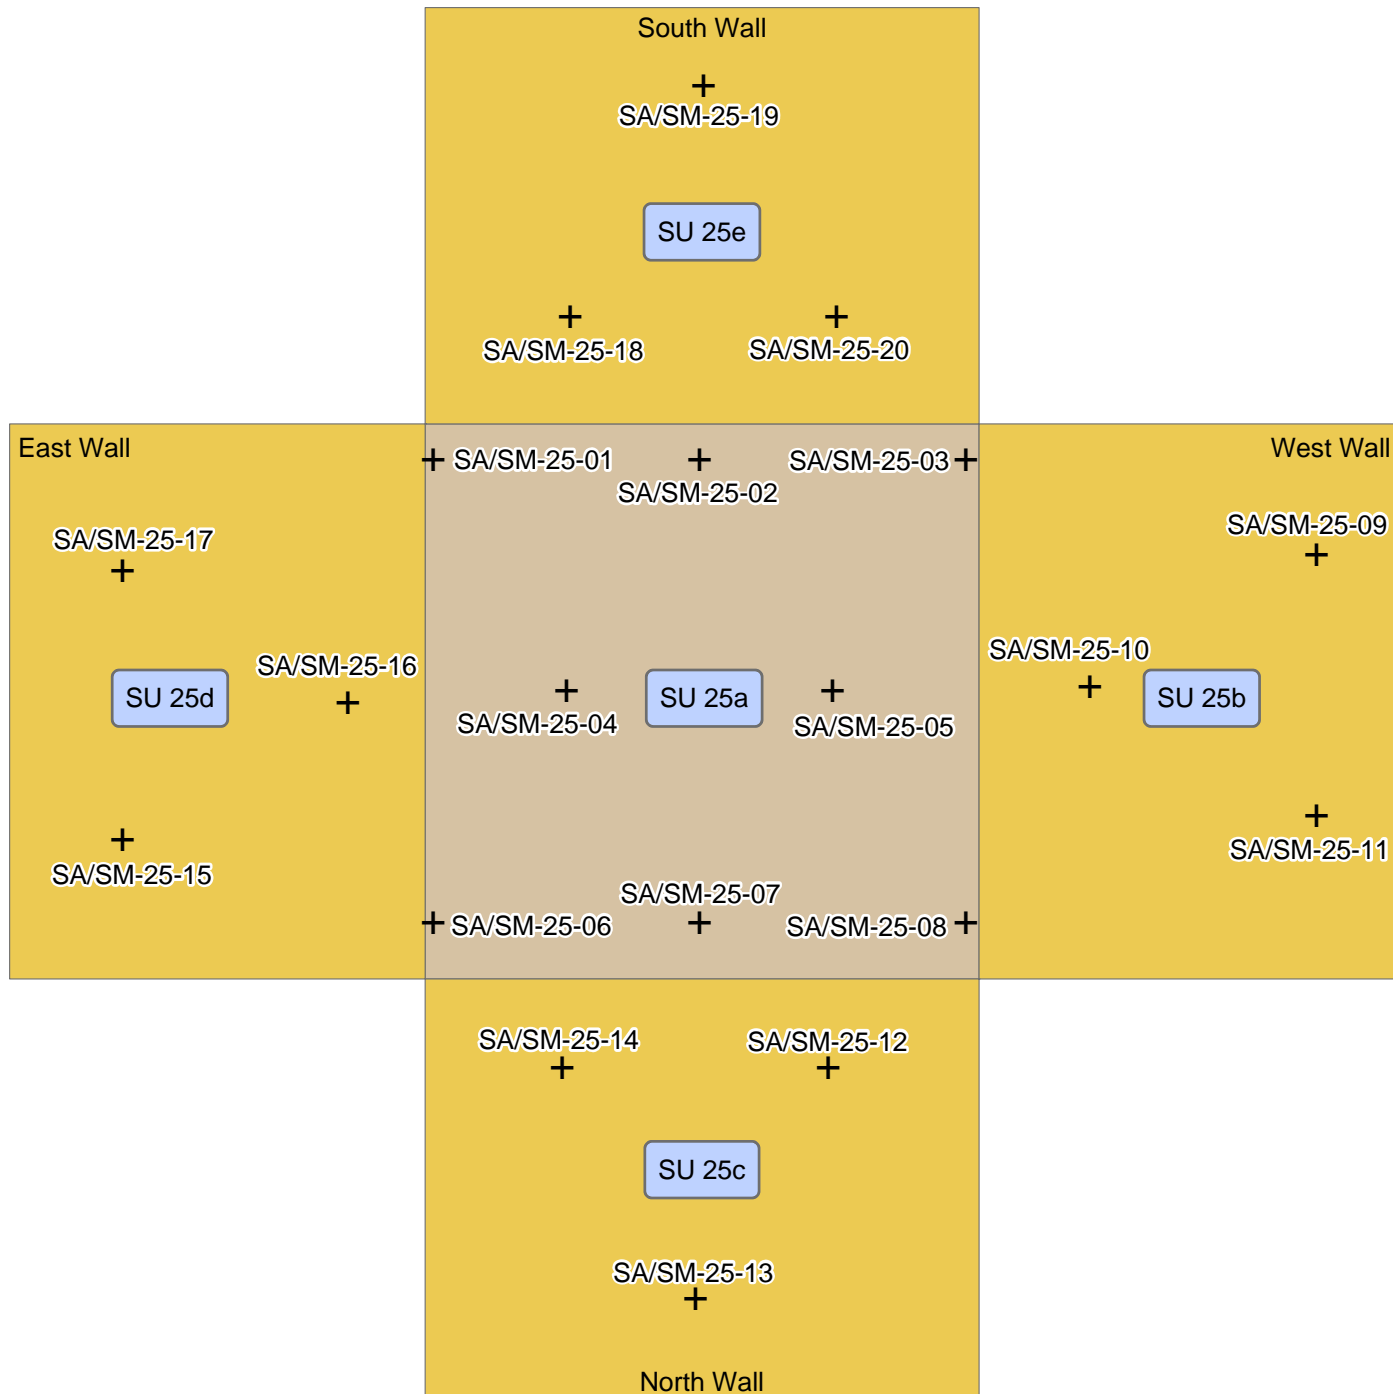 South Wall
SA/SM-25-19
SU 25e
SA/SM-25-18
SA/SM-25-20
East Wall
SA/SM-25-01
SA/SM-25-02
SA/SM-25-03
West Wall
SA/SM-25-17
SA/SM-25-09
SA/SM-25-16
SU 25d
SA/SM-25-04
SU 25a
SA/SM-25-05
SA/SM-25-10
SU 25b
SA/SM-25-15
SA/SM-25-11
SA/SM-25-06
SA/SM-25-07
SA/SM-25-08
SA/SM-25-14
SA/SM-25-12
SU 25c
SA/SM-25-13
North Wall